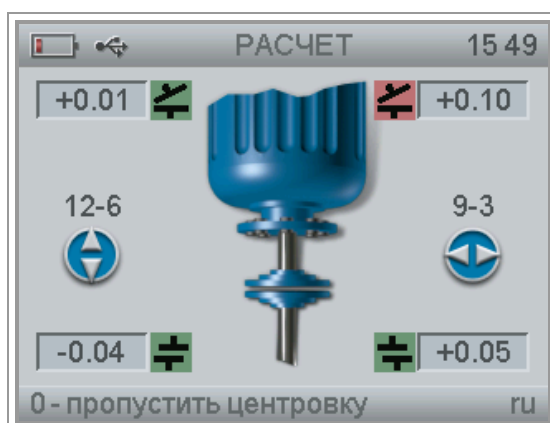 РАСЧЕТ 15 49
+0.01 +0.10
12-6 9-3
-0.04 +0.05
0 - пропустить центровку ru